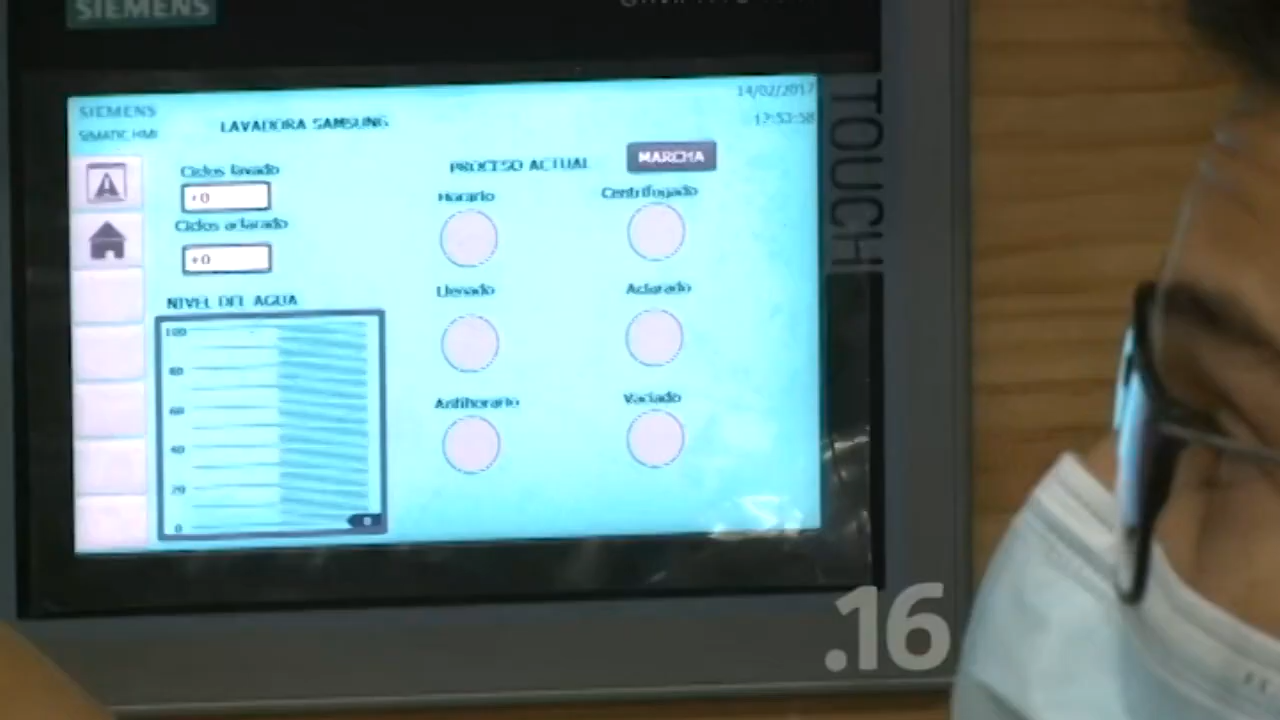 SIEMENS
SIEMENS
14/02/2017
SIMATIC HMI
LAVADORA SAMSUNG
17:53:58
Ciclos lavado
PROCESO ACTUAL
MARCHA
+0
Horario
Centrifugado
Ciclos aclarado
+0
Llenado
Aclarado
NIVEL DEL AGUA
100
80
60
40
20
0
0
Antihorario
Vaciado
TOUCH
.16